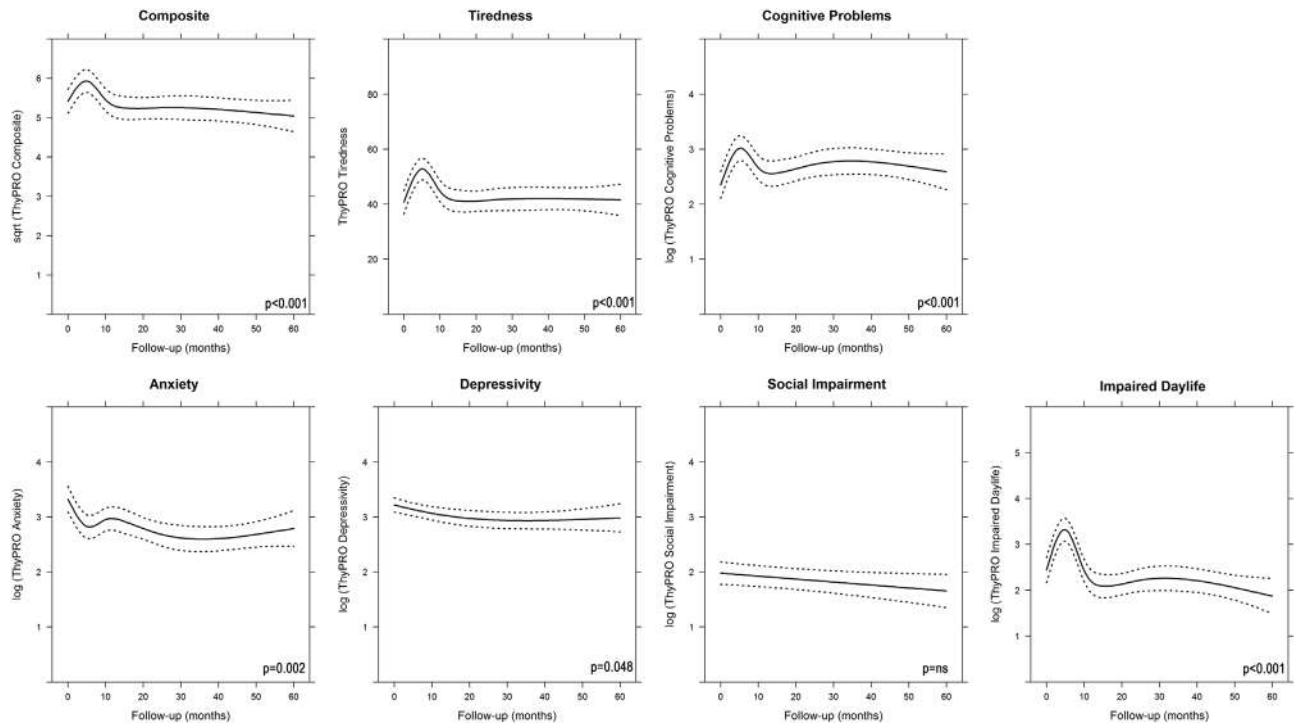 Composite
sqrt (ThyPRO Composite)
6
5
4
3
2
1
p<0.001
0 10 20 30 40 50 60
Follow-up (months)
Tiredness
ThyPRO Tiredness
80
60
40
20
p<0.001
0 10 20 30 40 50 60
Follow-up (months)
Cognitive Problems
log (ThyPRO Cognitive Problems)
4
3
2
1
p<0.001
0 10 20 30 40 50 60
Follow-up (months)
Anxiety
log (ThyPRO Anxiety)
4
3
2
1
p=0.002
0 10 20 30 40 50 60
Follow-up (months)
Depressivity
log (ThyPRO Depressivity)
4
3
2
1
p=0.048
0 10 20 30 40 50 60
Follow-up (months)
Social Impairment
log (ThyPRO Social Impairment)
4
3
2
1
p=ns
0 10 20 30 40 50 60
Follow-up (months)
Impaired Daylife
log (ThyPRO Impaired Daylife)
5
4
3
2
1
p<0.001
0 10 20 30 40 50 60
Follow-up (months)